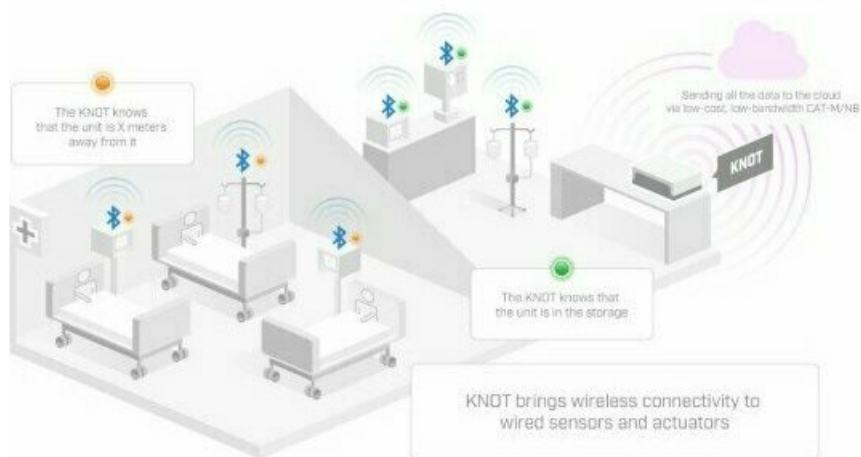 The KNOT knows
that the unit is X meters
away from it
Sending all the data to the cloud
via low-cost, low-bandwidth CAT-M/NB
KNOT
The KNOT knows that
the unit is in the storage
KNOT brings wireless connectivity to
wired sensors and actuators